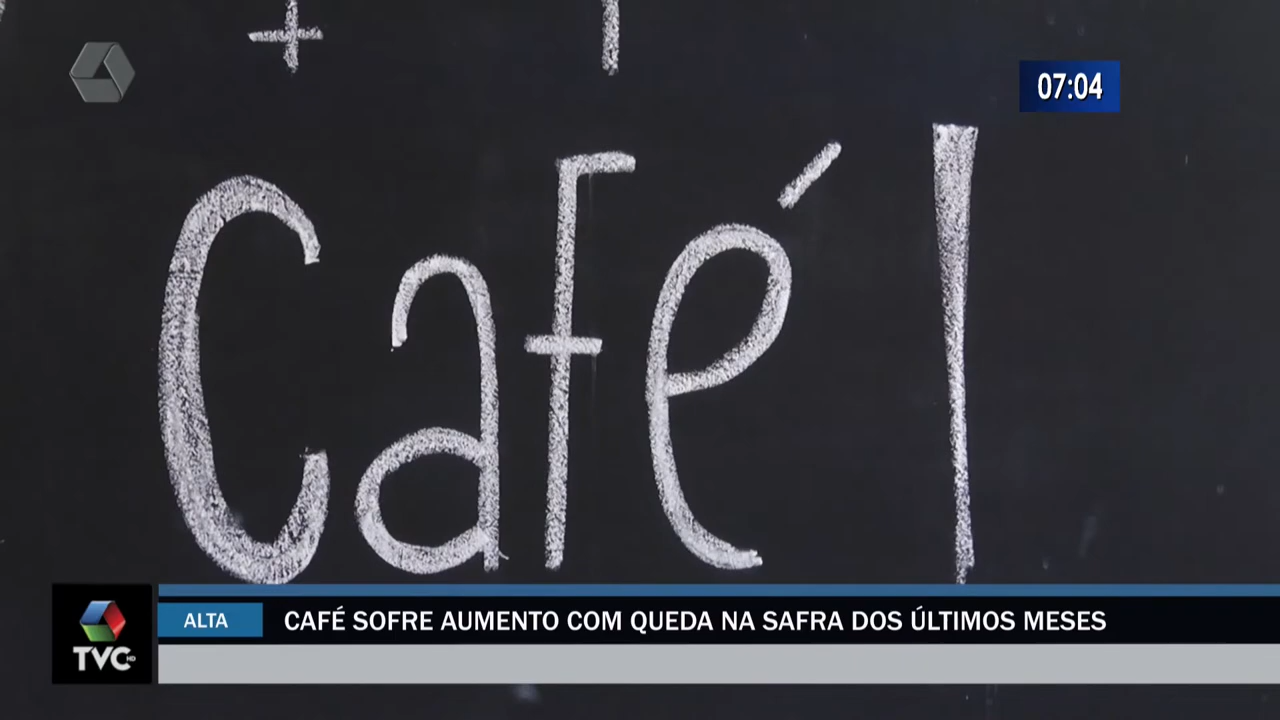 07:04
Café !
ALTA
CAFÉ SOFRE AUMENTO COM QUEDA NA SAFRA DOS ÚLTIMOS MESES
TVC HD